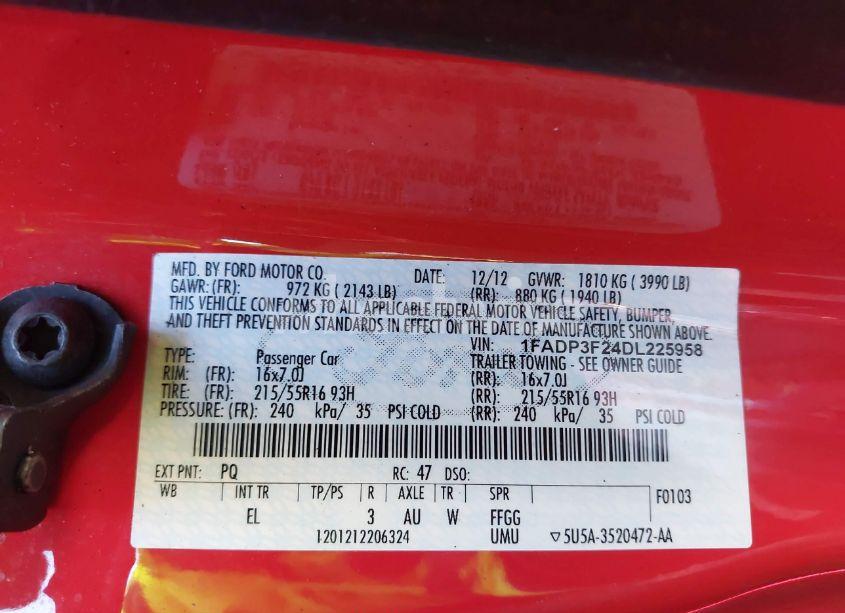 MFD. BY FORD MOTOR CO. DATE: 12/12 GVWR: 1810 KG ( 3990 LB)
GAWR: (FR): 972 KG ( 2143 LB) (RR): 880 KG ( 1940 LB)
THIS VEHICLE CONFORMS TO ALL APPLICABLE FEDERAL MOTOR VEHICLE SAFETY, BUMPER,
AND THEFT PREVENTION STANDARDS IN EFFECT ON THE DATE OF MANUFACTURE SHOWN ABOVE.
VIN: 1FADP3F24DL225958
TYPE: Passenger Car TRAILER TOWING - SEE OWNER GUIDE
RIM: (FR): 16x7.0J (RR): 16x7.0J
TIRE: (FR): 215/55R16 93H (RR): 215/55R16 93H
PRESSURE: (FR): 240 kPa/ 35 PSI COLD (RR): 240 kPa/ 35 PSI COLD
EXT PNT: PQ RC: 47 DSO:
WB INT TR TP/PS R AXLE TR SPR F0103
EL 3 AU W FFGG
1201212206324 UMU ▽5U5A-3520472-AA